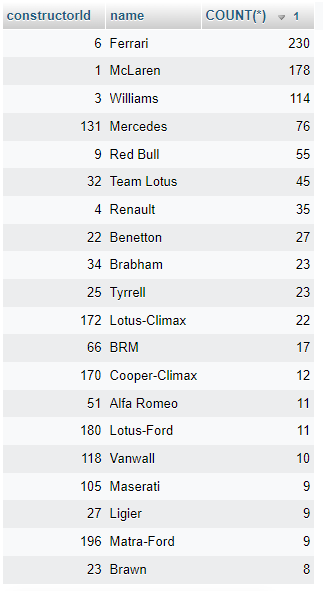 constructorId name COUNT(*) 1
6 Ferrari 230
1 McLaren 178
3 Williams 114
131 Mercedes 76
9 Red Bull 55
32 Team Lotus 45
4 Renault 35
22 Benetton 27
34 Brabham 23
25 Tyrrell 23
172 Lotus-Climax 22
66 BRM 17
170 Cooper-Climax 12
51 Alfa Romeo 11
180 Lotus-Ford 11
118 Vanwall 10
105 Maserati 9
27 Ligier 9
196 Matra-Ford 9
23 Brawn 8